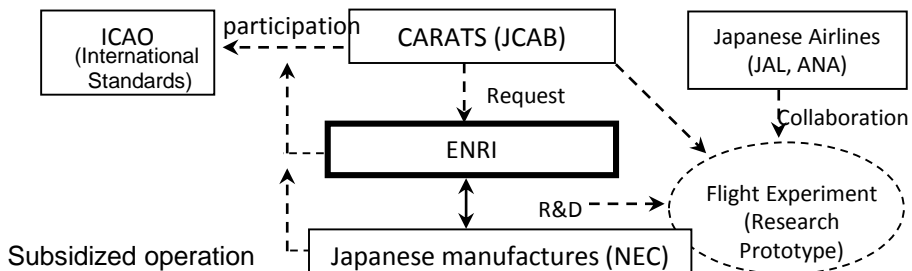 ICAO
(International
Standards)
participation
CARATS (JCAB)
Japanese Airlines
(JAL, ANA)
Request
Collaboration
ENRI
R&D
Flight Experiment
(Research
Prototype)
Subsidized operation
Japanese manufactures (NEC)